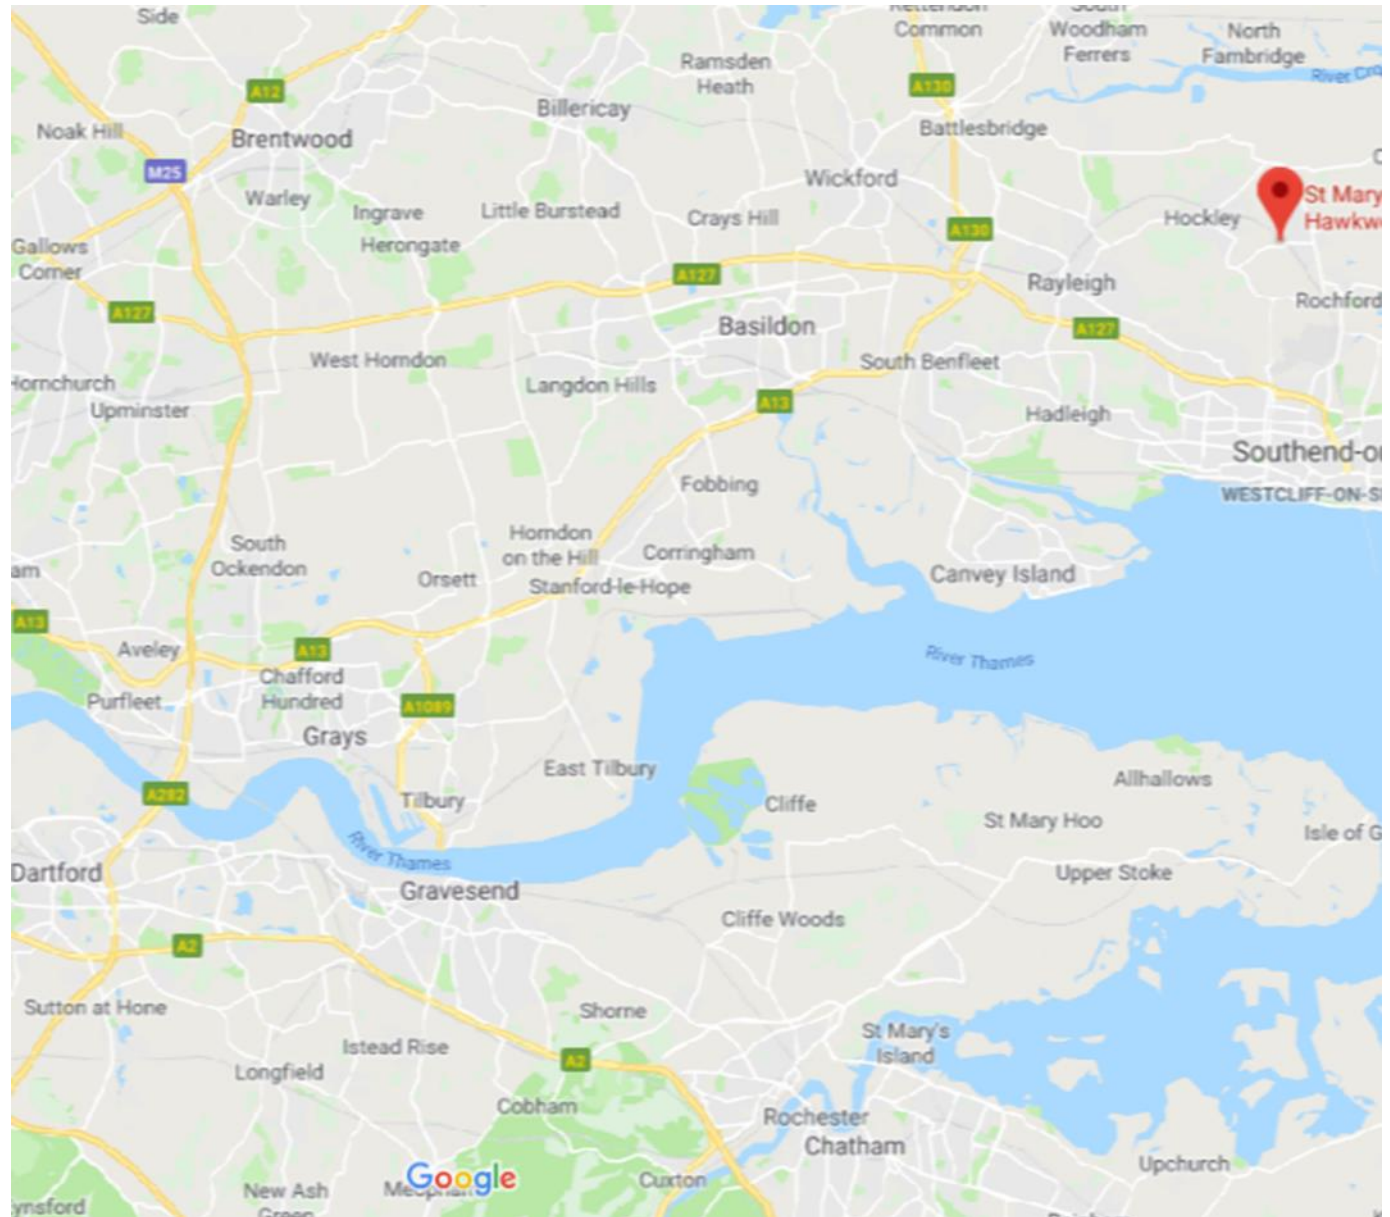 Side
Rettendon
Common
South
Woodham
Ferrers
North
Fambridge
River Cro
Ramsden
Heath
A12
A130
Billericay
Noak Hill
Brentwood
Battlesbridge
M25
Wickford
Warley
Ingrave
Little Burstead
Crays Hill
Hockley
St Mary
Hawkw
Gallows
Corner
Herongate
A130
A127
Rayleigh
Rochford
A127
Basildon
A127
West Horndon
South Benfleet
Hornchurch
Langdon Hills
Upminster
A13
Hadleigh
Southend-o
Fobbing
WESTCLIFF-ON-S
South
Ockendon
Horndon
on the Hill
Corringham
am
Orsett
Stanford-le-Hope
Canvey Island
A13
Aveley
A13
River Thames
Chafford
Hundred
Purfleet
A1089
Grays
East Tilbury
Allhallows
A282
Tilbury
Cliffe
St Mary Hoo
Isle of G
River Thames
Dartford
Gravesend
Upper Stoke
Cliffe Woods
A2
Sutton at Hone
Shorne
Istead Rise
St Mary's
Island
Longfield
A2
Cobham
Rochester
Chatham
Google
Cuxton
Upchurch
New Ash
Green
ynsford